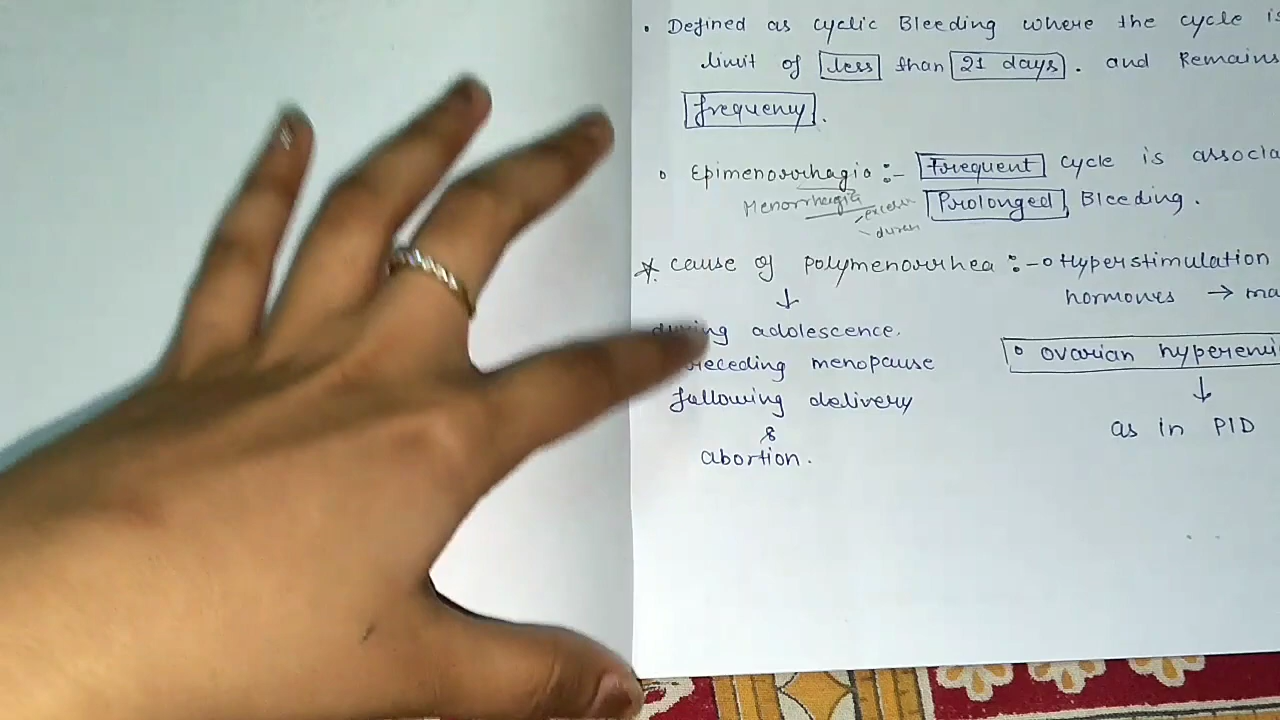 • Defined as cyclic Bleeding where the cycle is
limit of less than 21 days. and Remains
frequency.
o Epimenorrhagia :- Frequent cycle is associa
Menorrhagia
Prolonged Bleeding.
* cause of polymenorrhea :- o Hyperstimulation
hormones → ma
↓
during adolescence.
preceding menopause
following delivery
&
abortion.
o ovarian hyperemi
↓
as in PID